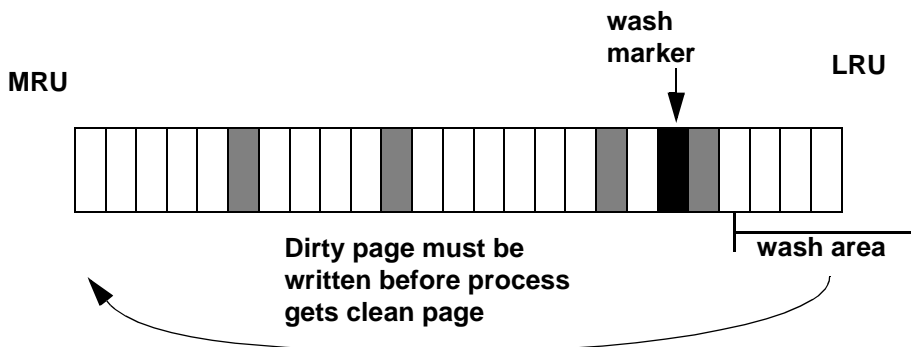 wash
marker
MRU
LRU
wash area
Dirty page must be
written before process
gets clean page